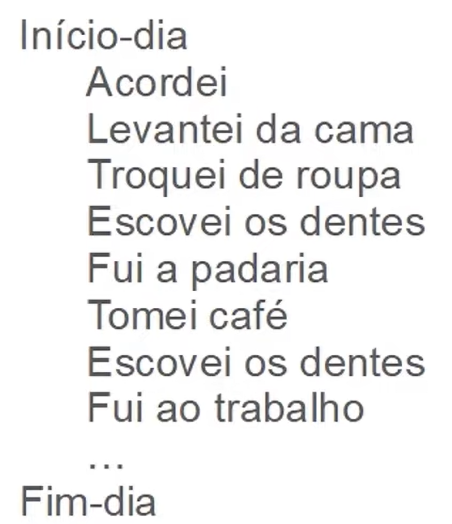 Início-dia
Acordei
Levantei da cama
Troquei de roupa
Escovei os dentes
Fui a padaria
Tomei café
Escovei os dentes
Fui ao trabalho
...
Fim-dia